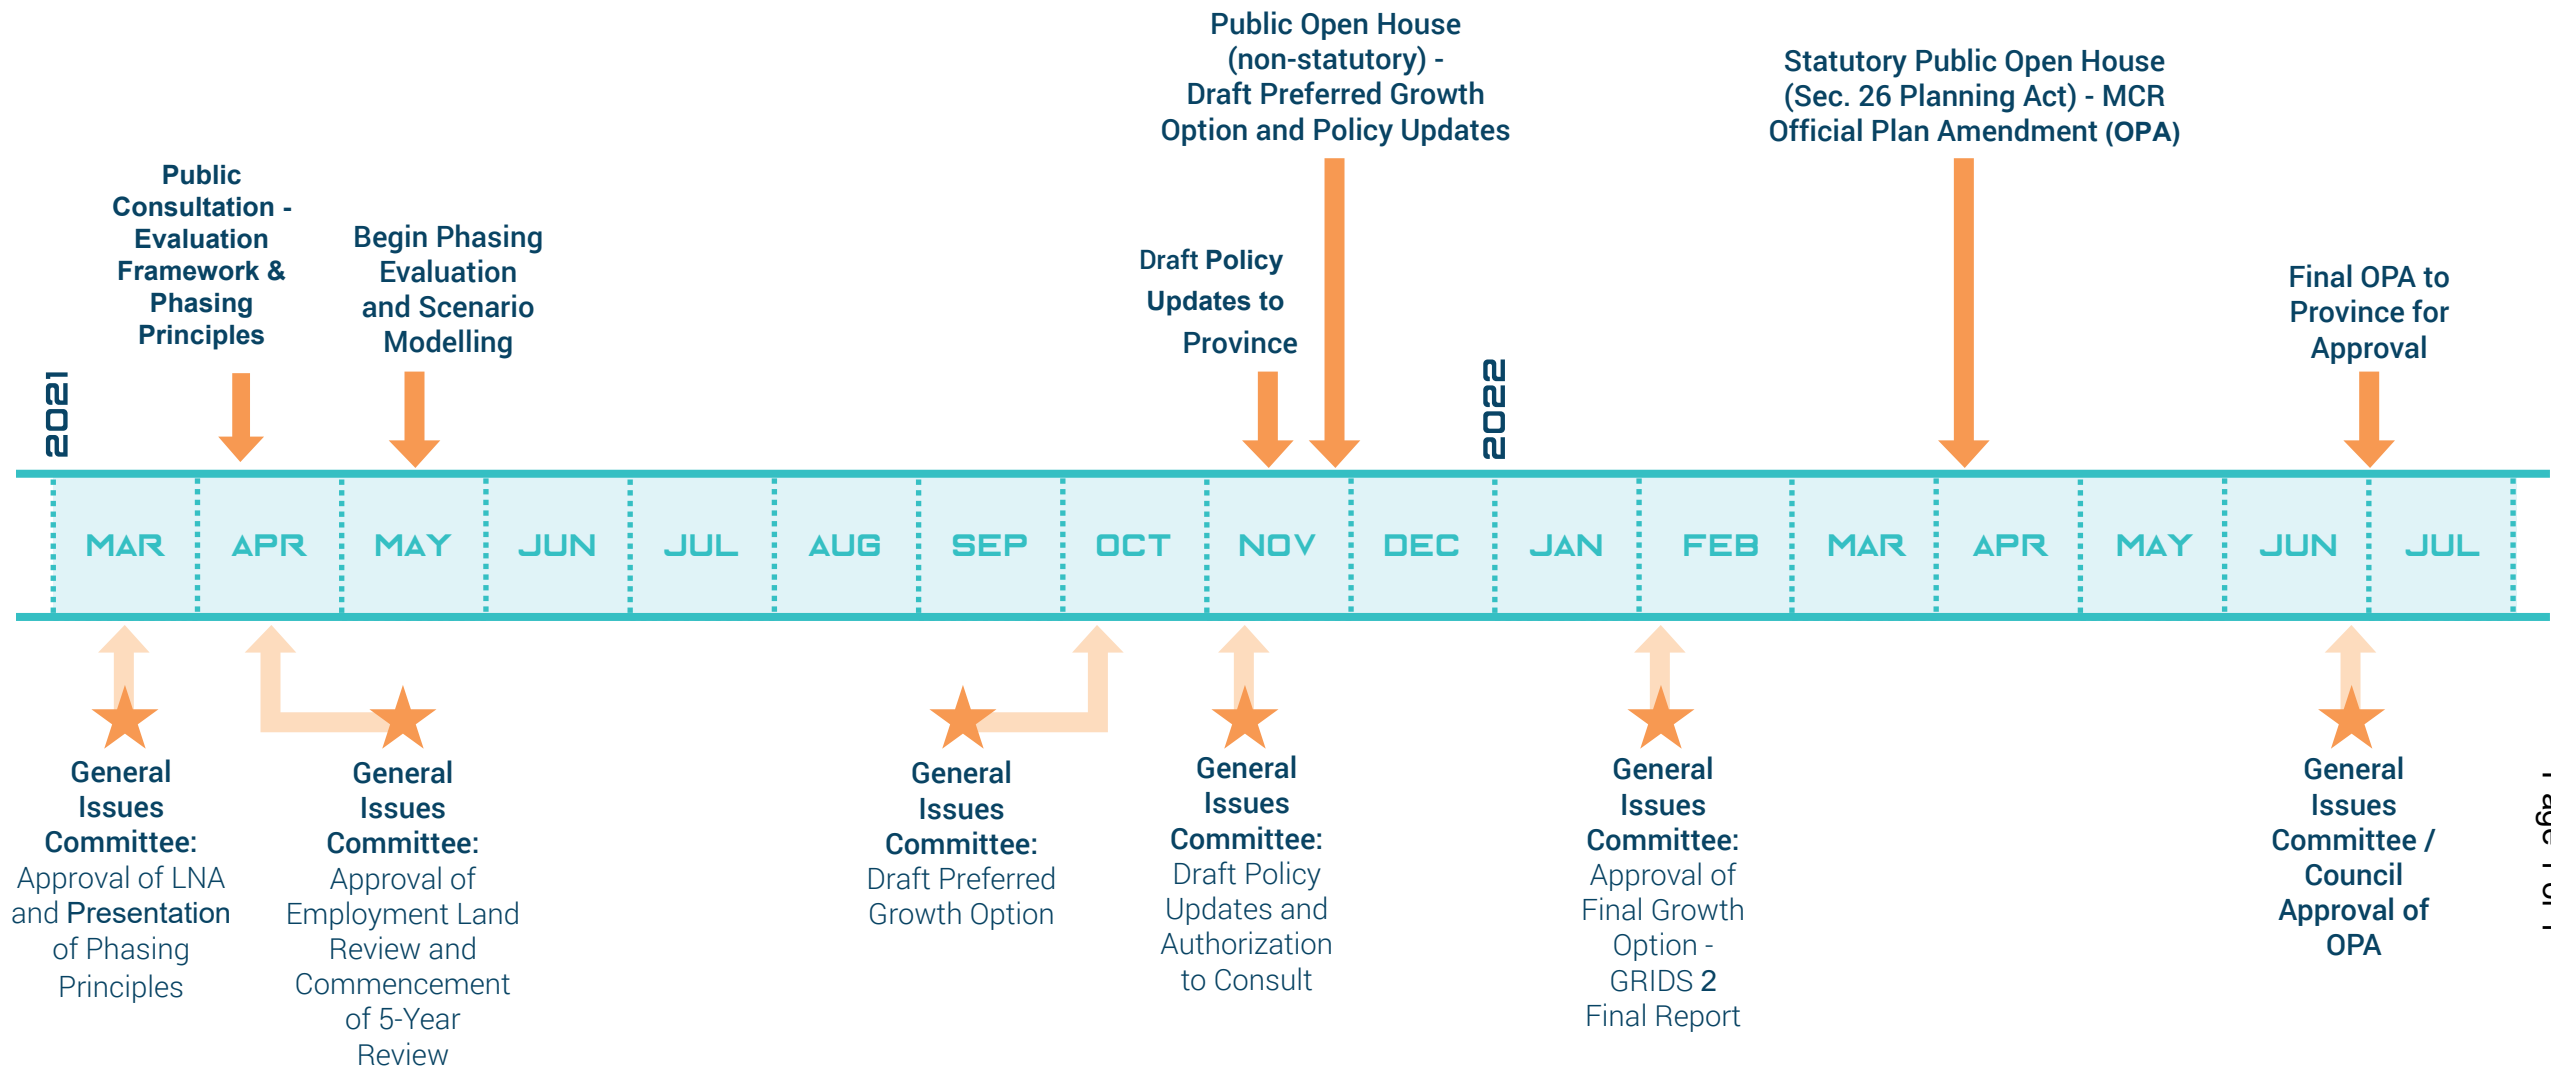 Public Open House
(non-statutory) -
Draft Preferred Growth
Option and Policy Updates
Statutory Public Open House
(Sec. 26 Planning Act) - MCR
Official Plan Amendment (OPA)
Public
Consultation -
Evaluation
Framework &
Phasing
Principles
Begin Phasing
Evaluation
and Scenario
Modelling
Draft Policy
Updates to
Province
Final OPA to
Province for
Approval
2021
2022
MAR APR MAY JUN JUL AUG SEP OCT NOV DEC JAN FEB MAR APR MAY JUN JUL
General
Issues
Committee:
Approval of LNA
and Presentation
of Phasing
Principles
General
Issues
Committee:
Approval of
Employment Land
Review and
Commencement
of 5-Year
Review
General
Issues
Committee:
Draft Preferred
Growth Option
General
Issues
Committee:
Draft Policy
Updates and
Authorization
to Consult
General
Issues
Committee:
Approval of
Final Growth
Option -
GRIDS 2
Final Report
General
Issues
Committee /
Council
Approval of
OPA